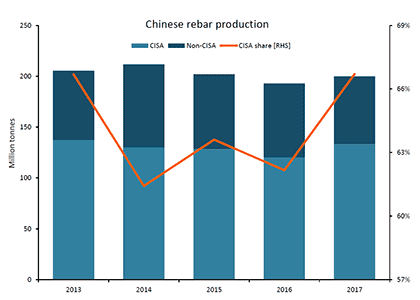 Chinese rebar production
CISA Non-CISA CISA share [RHS]
Million tonnes
250
200
150
100
50
0
69%
66%
63%
60%
57%
2013 2014 2015 2016 2017